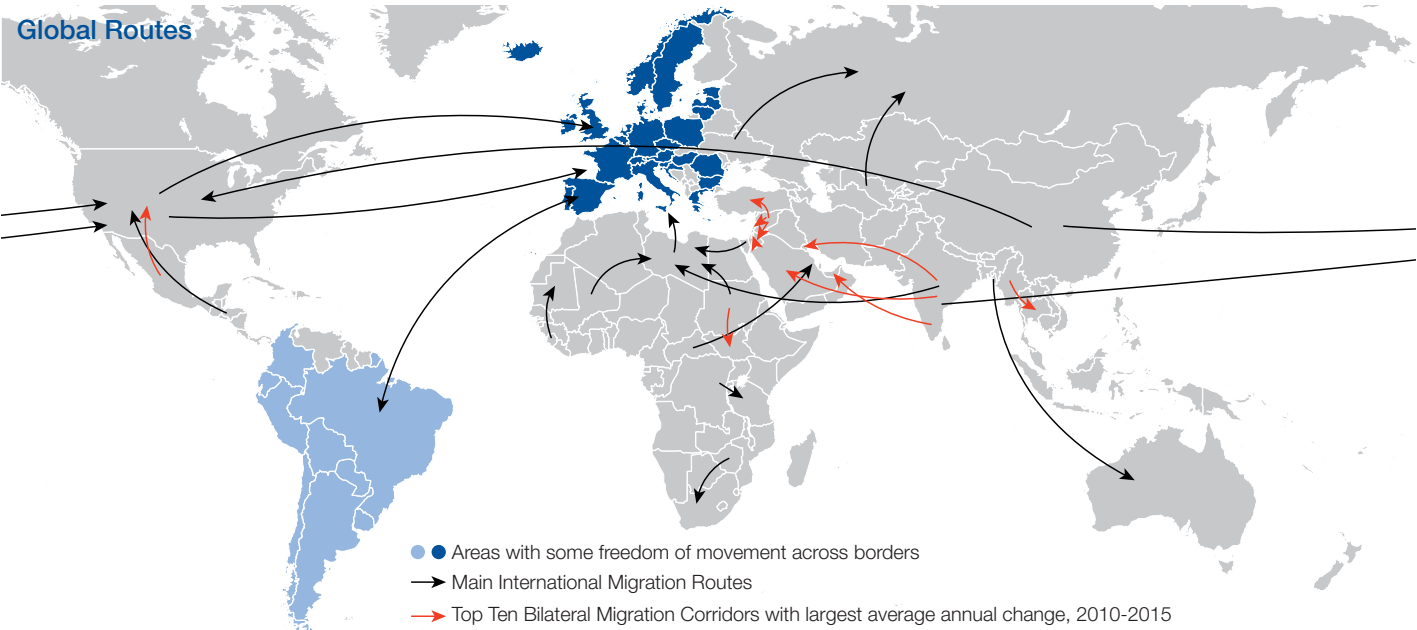 Global Routes
Areas with some freedom of movement across borders
Main International Migration Routes
Top Ten Bilateral Migration Corridors with largest average annual change, 2010-2015